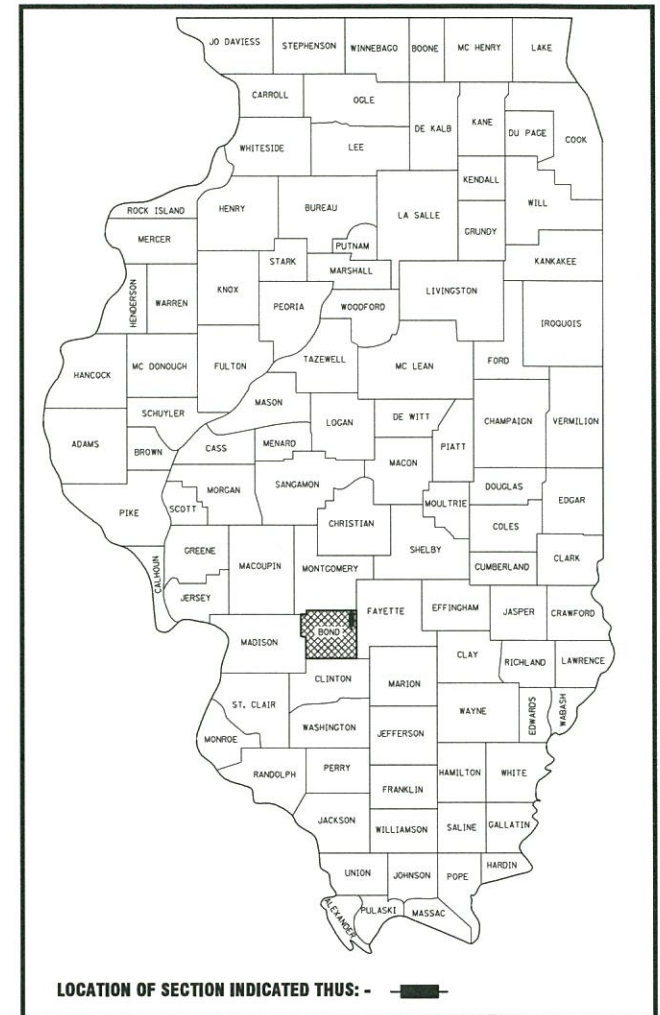 JO DAVIESS STEPHENSON WINNEBAGO BOONE MC HENRY LAKE
CARROLL OGLE DE KALB KANE DU PAGE COOK
WHITESIDE LEE
KENDALL WILL
ROCK ISLAND HENRY BUREAU LA SALLE GRUNDY
MERCER PUTNAM
STARK MARSHALL KANKAKEE
HENDERSON WARREN KNOX PEORIA WOODFORD LIVINGSTON IROQUOIS
HANCOCK MC DONOUGH FULTON TAZEWELL MC LEAN FORD
MASON
SCHUYLER LOGAN DE WITT CHAMPAIGN VERMILION
ADAMS BROWN CASS MENARD PIATT
MACON
PIKE SCOTT MORGAN SANGAMON MOULTRIE DOUGLAS EDGAR
CHRISTIAN COLES
CALHOUN GREENE MACOUPIN MONTGOMERY SHELBY CUMBERLAND CLARK
JERSEY FAYETTE EFFINGHAM JASPER CRAWFORD
MADISON BOND
CLAY RICHLAND LAWRENCE
CLINTON MARION
ST. CLAIR WAYNE EDWARDS WABASH
MONROE WASHINGTON JEFFERSON
RANDOLPH PERRY HAMILTON WHITE
FRANKLIN
JACKSON WILLIAMSON SALINE GALLATIN
UNION JOHNSON POPE HARDIN
ALEXANDER PULASKI MASSAC
LOCATION OF SECTION INDICATED THUS: -